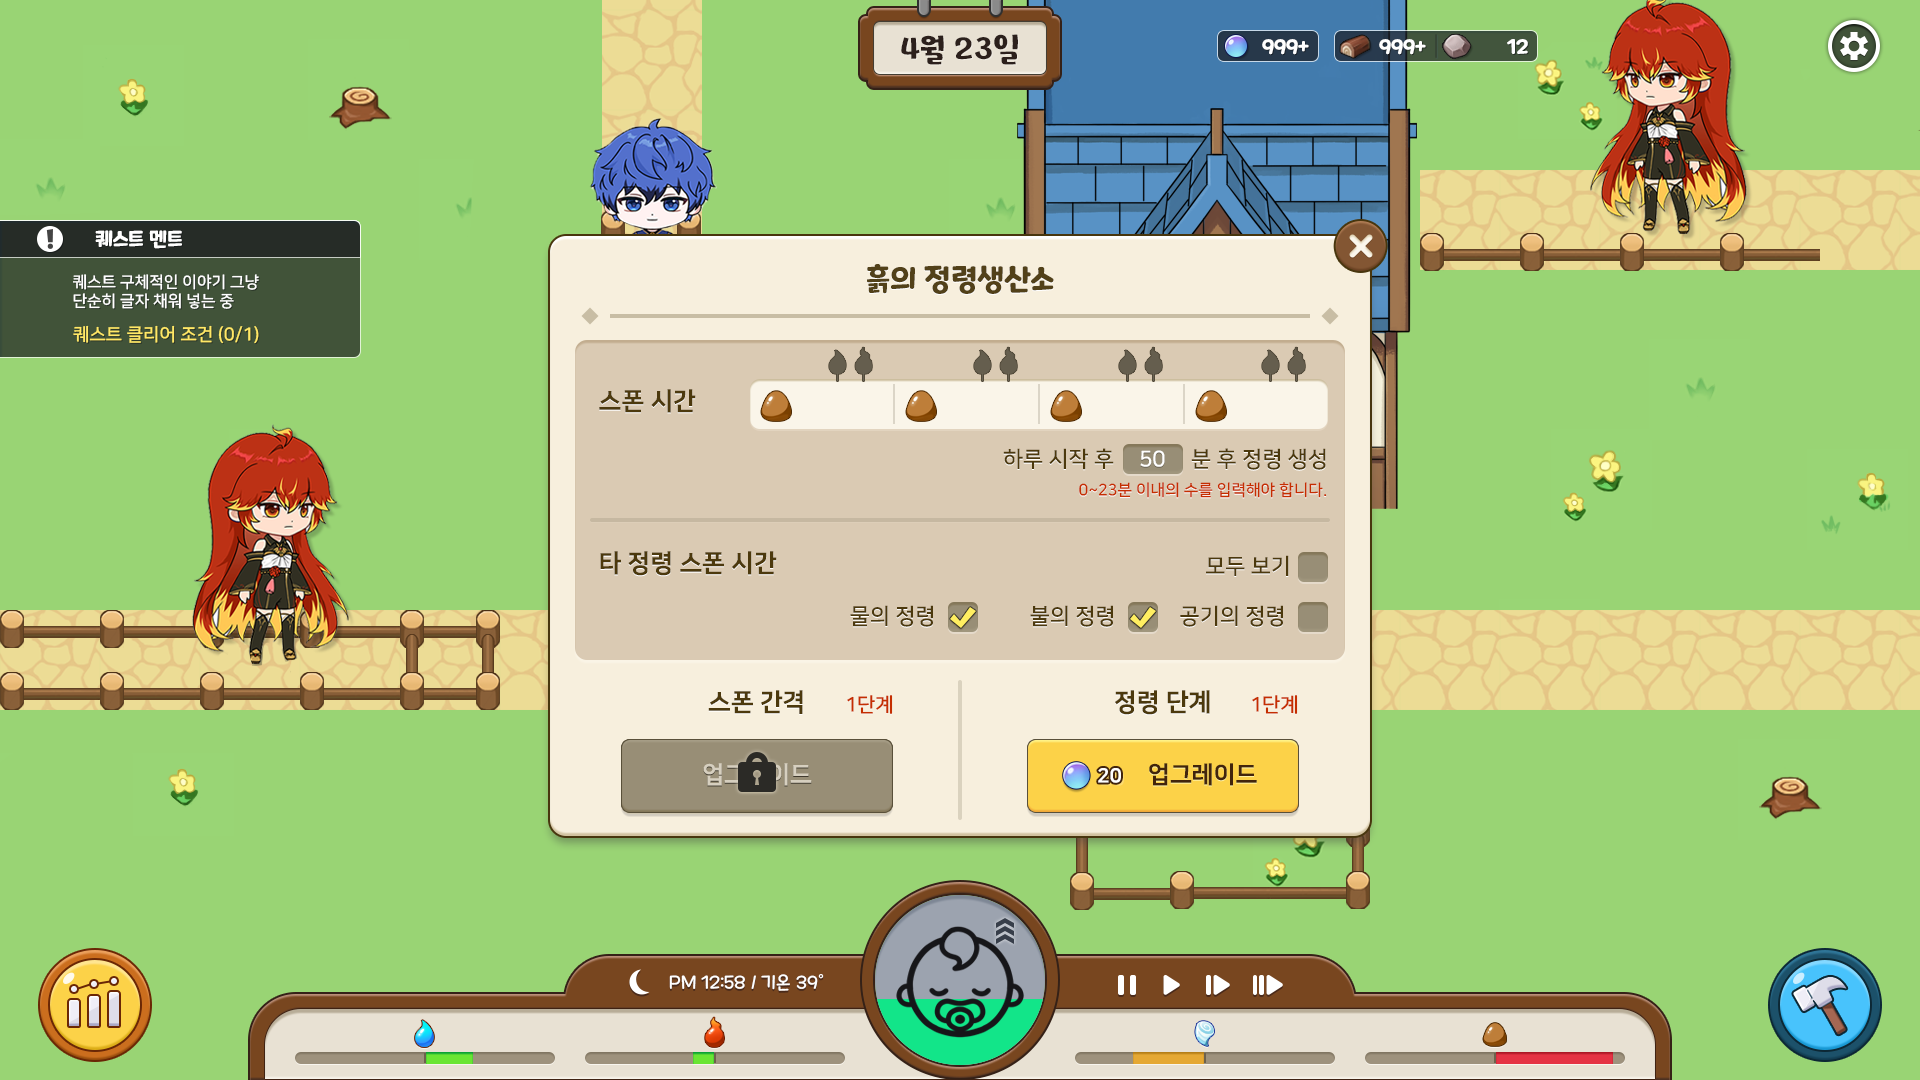 4월 23일
999+
999+
12
퀘스트 멘트
퀘스트 구체적인 이야기 그냥
단순히 글자 채워 넣는 중
퀘스트 클리어 조건 (0/1)
흙의 정령생산소
스폰 시간
하루 시작 후 50 분 후 정령 생성
0~23분 이내의 수를 입력해야 합니다.
타 정령 스폰 시간
모두 보기
물의 정령
불의 정령
공기의 정령
스폰 간격 1단계
정령 단계 1단계
업그레이드
20 업그레이드
PM 12:58 / 기온 39°